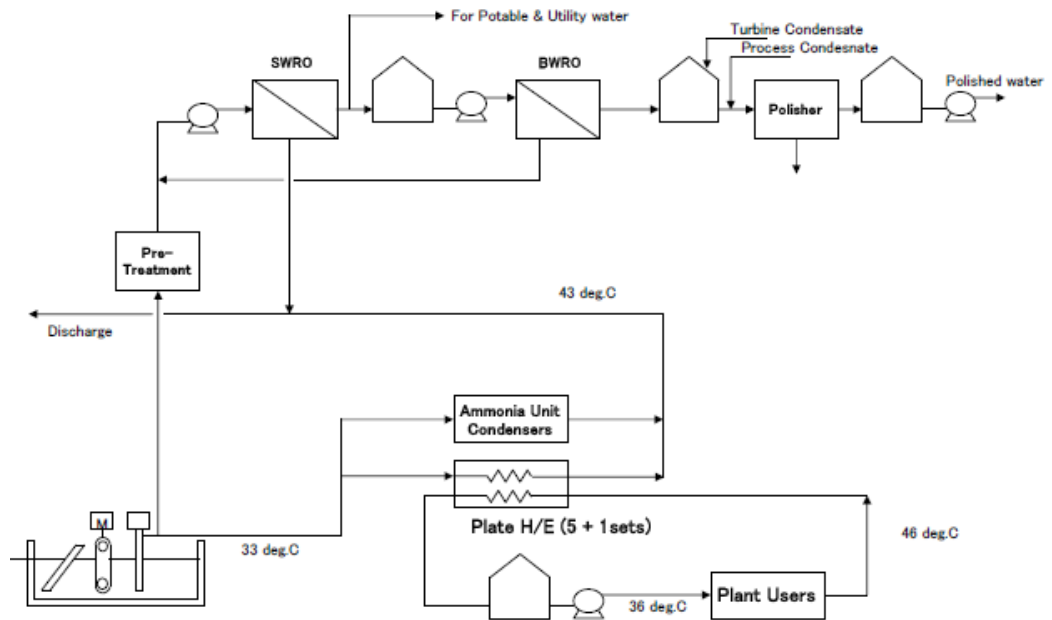 For Potable & Utility water
Turbine Condensate
Process Condesnate
SWRO
BWRO
Polished water
Polisher
Pre-
Treatment
43 deg.C
Discharge
Ammonia Unit
Condensers
Plate H/E (5 + 1sets)
M
33 deg.C
46 deg.C
36 deg.C
Plant Users